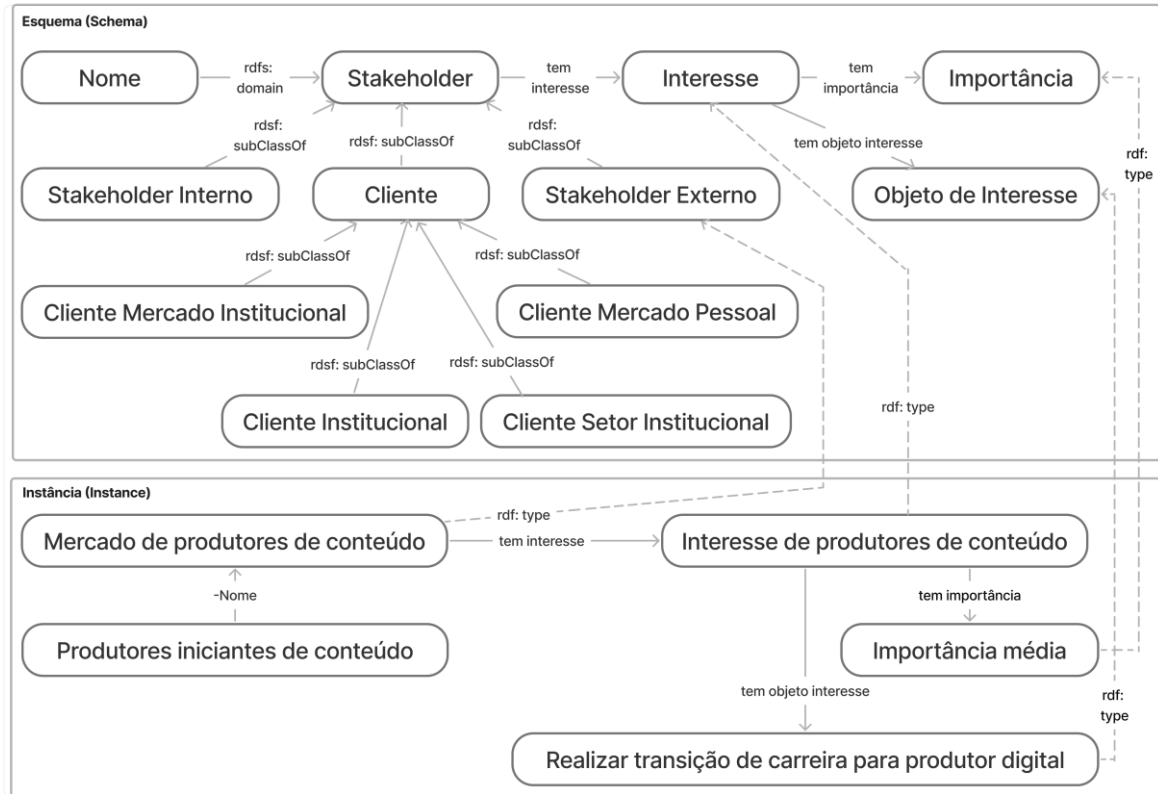 Esquema (Schema)
Nome
rdfs:
domain
Stakeholder
tem
interesse
Interesse
tem
importância
Importância
rdsf:
subClassOf
rdsf: subClassOf
rdsf:
subClassOf
tem objeto interesse
rdf:
type
Stakeholder Interno
Cliente
Stakeholder Externo
Objeto de Interesse
rdsf: subClassOf
rdsf: subClassOf
Cliente Mercado Institucional
Cliente Mercado Pessoal
rdsf: subClassOf
rdsf: subClassOf
Cliente Institucional
Cliente Setor Institucional
rdf: type
Instância (Instance)
Mercado de produtores de conteúdo
rdf: type
tem interesse
Interesse de produtores de conteúdo
-Nome
tem importância
Produtores iniciantes de conteúdo
Importância média
tem objeto interesse
rdf:
type
Realizar transição de carreira para produtor digital